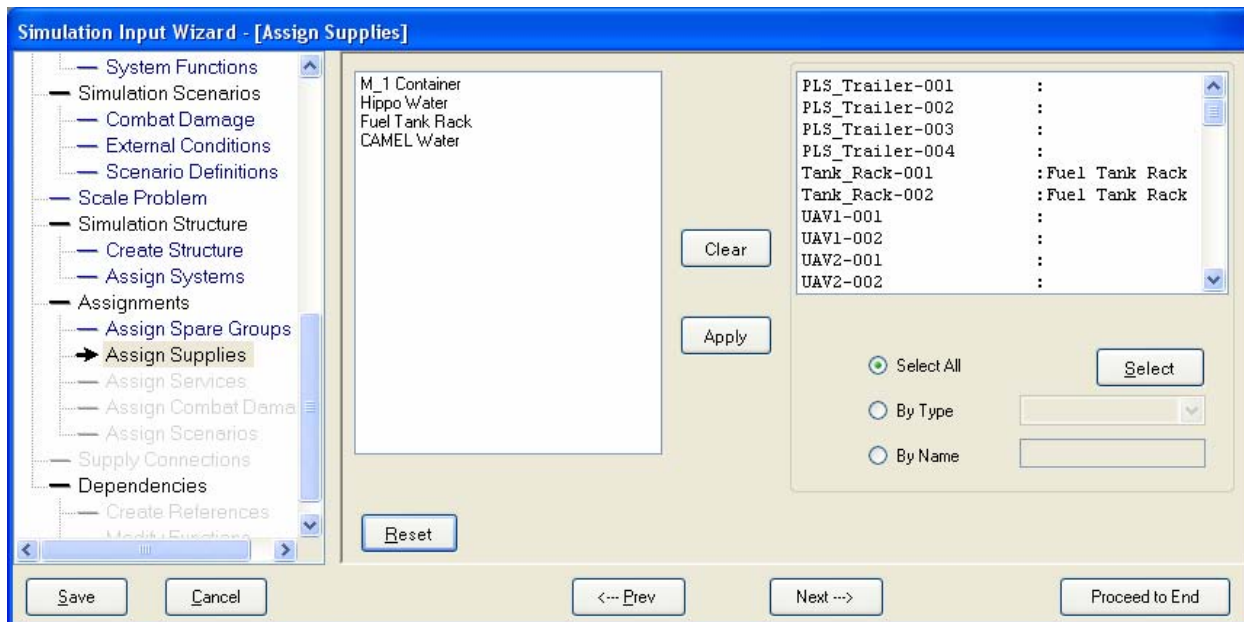 Simulation Input Wizard - [Assign Supplies]
System Functions
Simulation Scenarios
Combat Damage
External Conditions
Scenario Definitions
Scale Problem
Simulation Structure
Create Structure
Assign Systems
Assignments
Assign Spare Groups
Assign Supplies
Assign Services
Assign Combat Dama
Assign Scenarios
Supply Connections
Dependencies
Create References
Modify Functions
M_1 Container
Hippo Water
Fuel Tank Rack
CAMEL Water
Clear
Apply
PLS_Trailer-001 :
PLS_Trailer-002 :
PLS_Trailer-003 :
PLS_Trailer-004 :
Tank_Rack-001 :Fuel Tank Rack
Tank_Rack-002 :Fuel Tank Rack
UAV1-001 :
UAV1-002 :
UAV2-001 :
UAV2-002 :
Select All
Select
By Type
By Name
Reset
Save
Cancel
<--- Prev
Next --->
Proceed to End